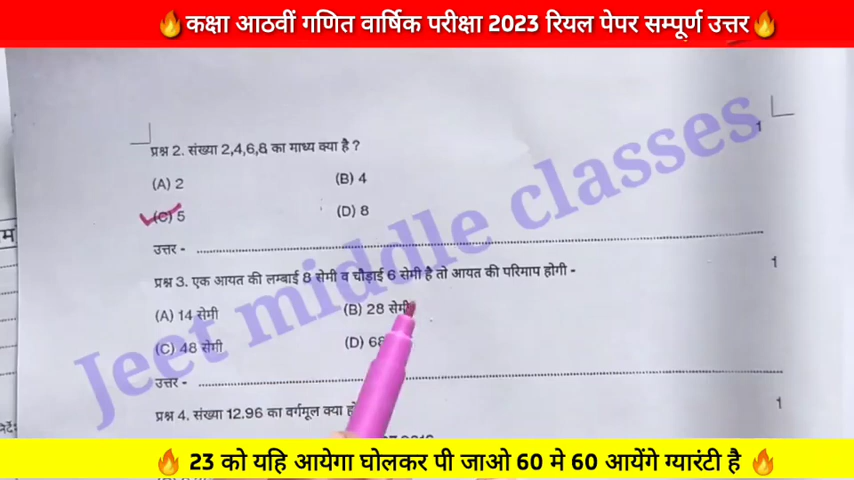 🔥कक्षा आठवीं गणित वार्षिक परीक्षा 2023 रियल पेपर सम्पूर्ण उत्तर🔥
1
प्रश्न 2. संख्या 2,4,6,8 का माध्य क्या है ?
(A) 2 (B) 4
(C) 5 (D) 8
उत्तर -
प्रश्न 3. एक आयत की लम्बाई 8 सेमी व चौड़ाई 6 सेमी है तो आयत की परिमाप होगी - 1
(A) 14 सेमी (B) 28 सेमी
(C) 48 सेमी (D) 68
उत्तर -
प्रश्न 4. संख्या 12.96 का वर्गमूल क्या 1
Jeet middle classes
🔥 23 को यहि आयेगा घोलकर पी जाओ 60 मे 60 आयेंगे ग्यारंटी है 🔥